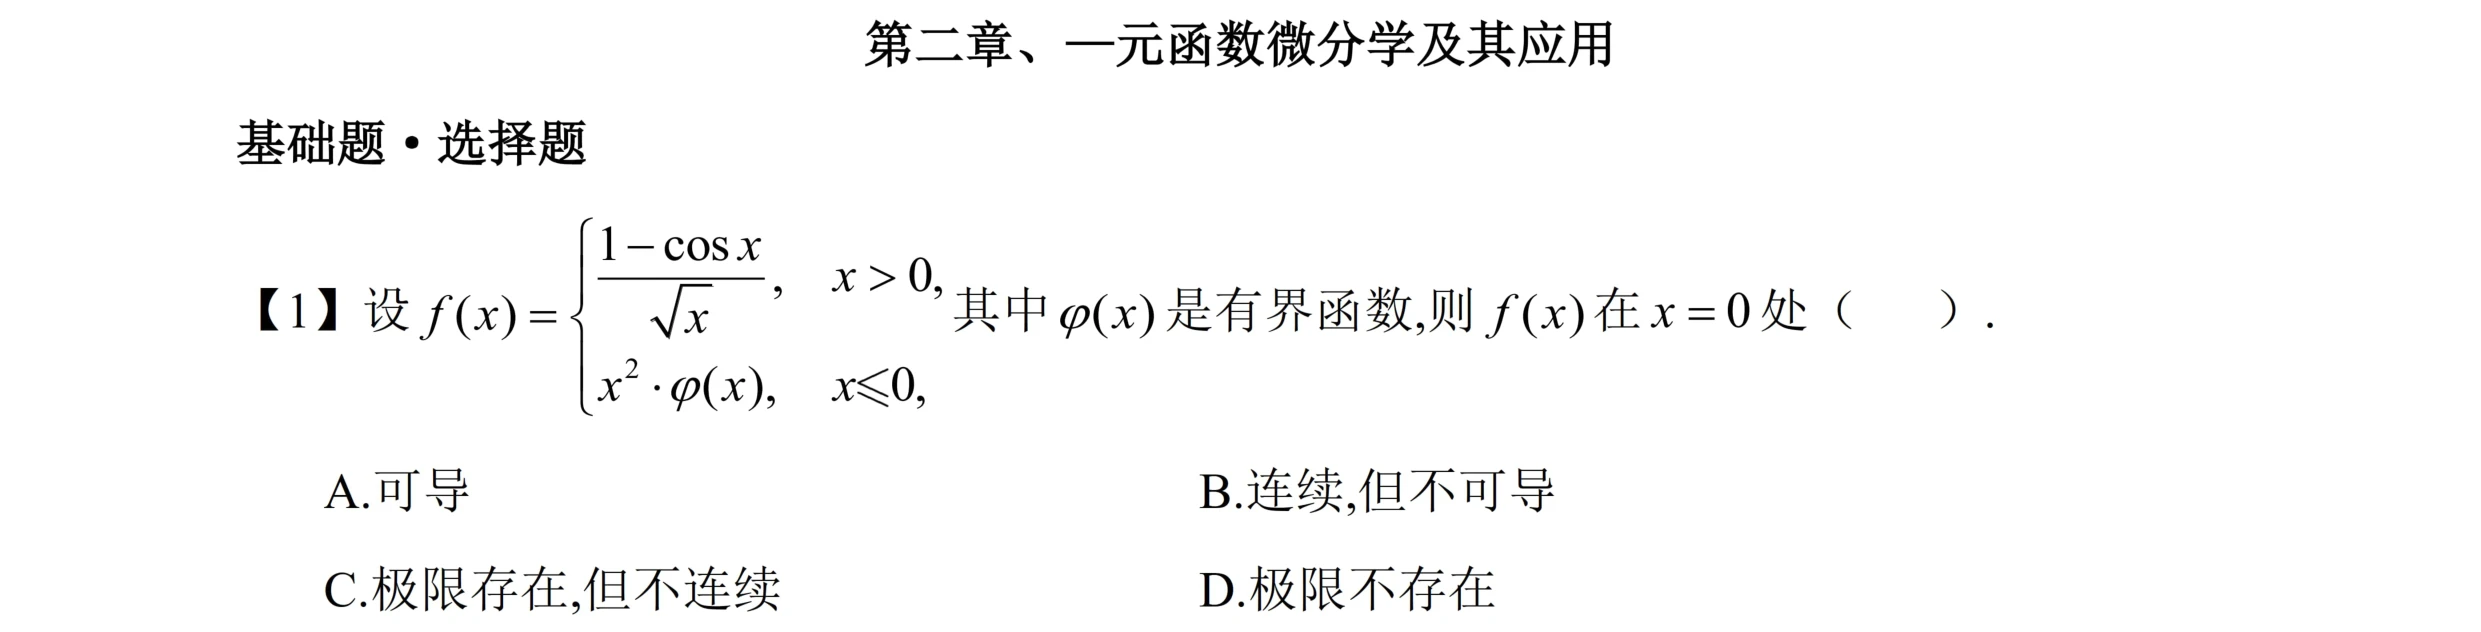 第二章、一元函数微分学及其应用
基础题·选择题
【1】设 $f(x)=\begin{cases}\dfrac{1-\cos x}{\sqrt{x}}, & x>0,\\ x^2\cdot\varphi(x), & x\leqslant 0,\end{cases}$ 其中 $\varphi(x)$ 是有界函数,则 $f(x)$ 在 $x=0$ 处（　　）.
A.可导 B.连续,但不可导
C.极限存在,但不连续 D.极限不存在